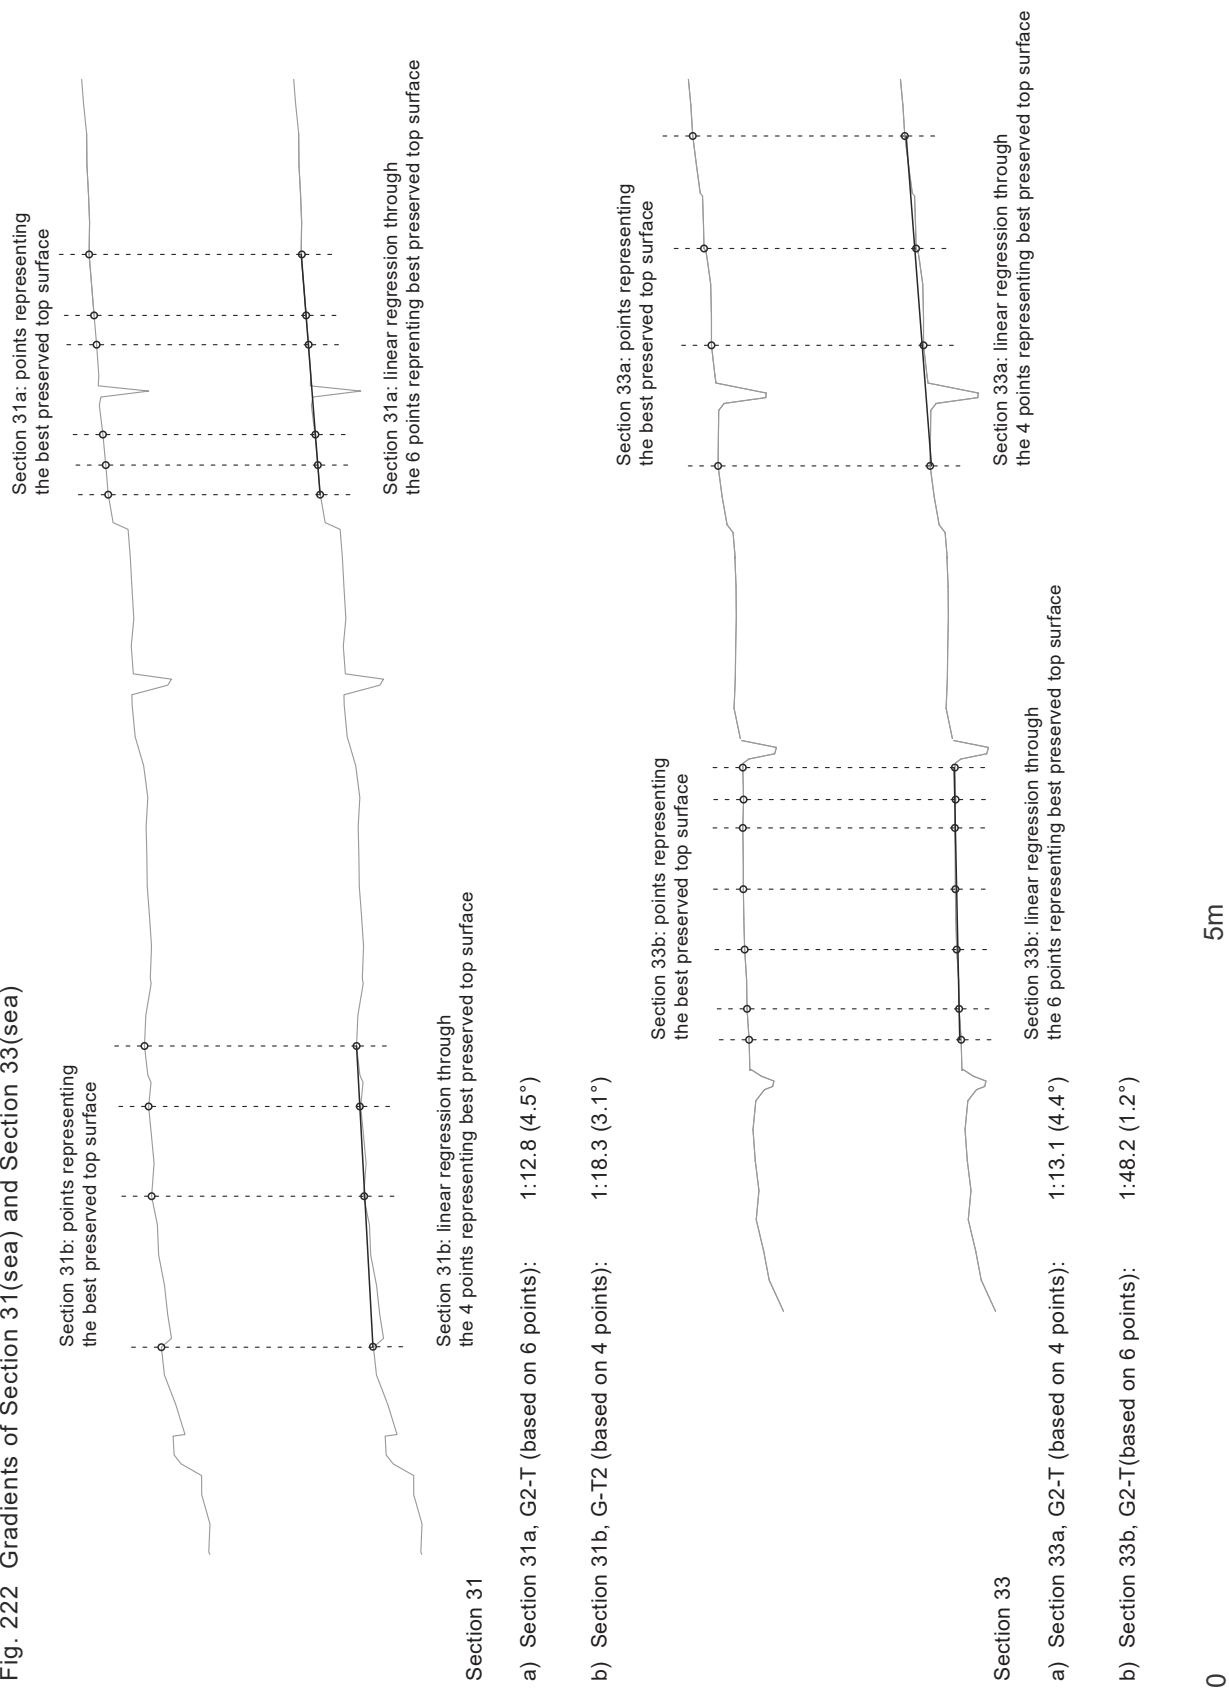 Fig. 222 Gradients of Section 31(sea) and Section 33(sea)
Section 31b: points representing
the best preserved top surface
Section 31a: points representing
the best preserved top surface
Section 31b: linear regression through
the 4 points representing best preserved top surface
Section 31a: linear regression through
the 6 points reprenting best preserved top surface
Section 31
a) Section 31a, G2-T (based on 6 points): 1:12.8 (4.5°)
b) Section 31b, G-T2 (based on 4 points): 1:18.3 (3.1°)
Section 33b: points representing
the best preserved top surface
Section 33a: points representing
the best preserved top surface
Section 33b: linear regression through
the 6 points representing best preserved top surface
Section 33a: linear regression through
the 4 points representing best preserved top surface
Section 33
a) Section 33a, G2-T (based on 4 points): 1:13.1 (4.4°)
b) Section 33b, G2-T(based on 6 points): 1:48.2 (1.2°)
0 5m